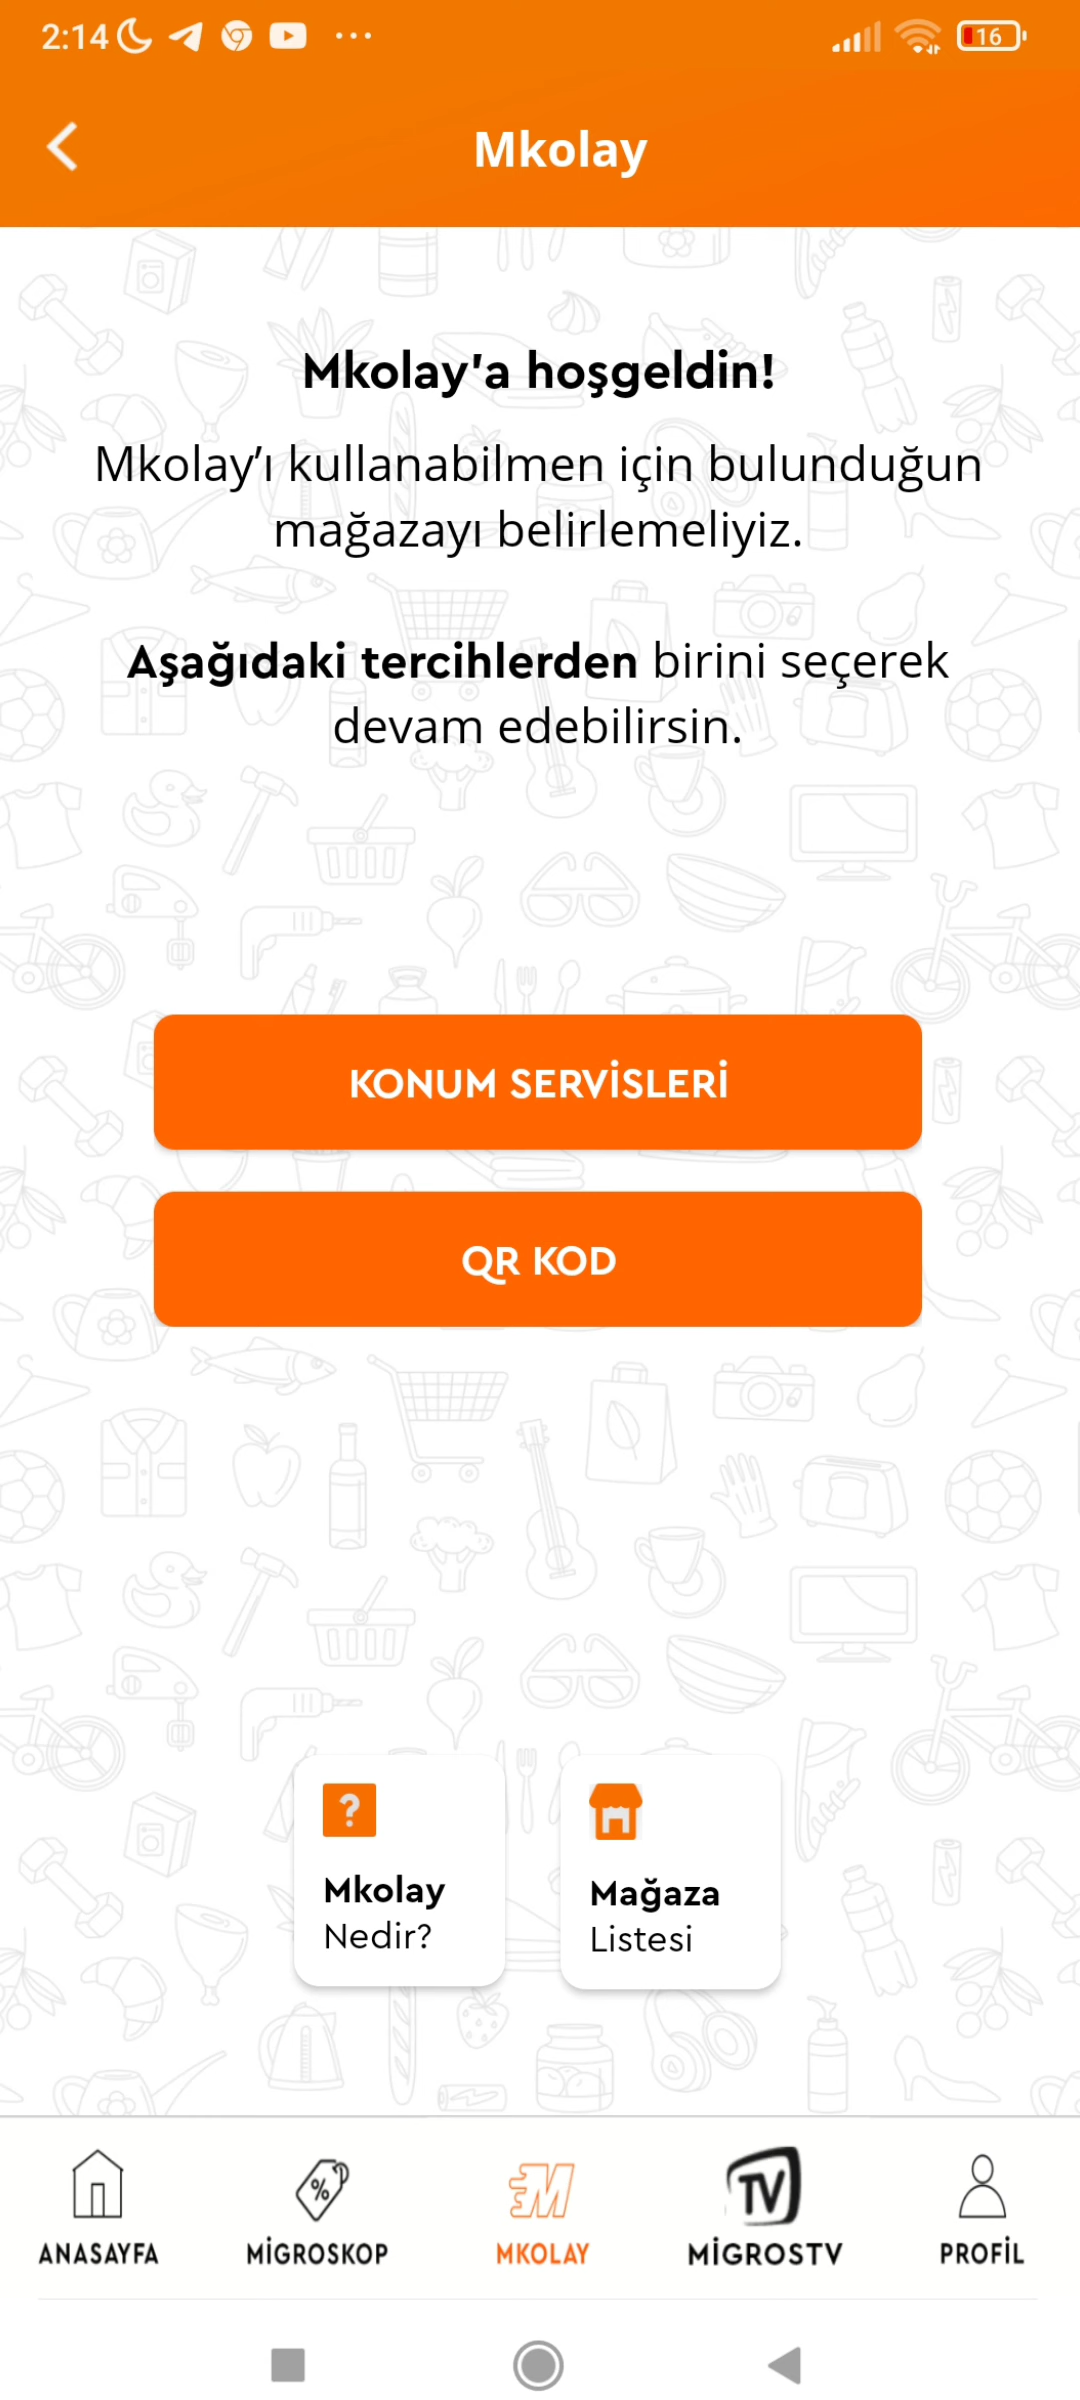 2:14
16
Mkolay
Mkolay'a hoşgeldin!
Mkolay'ı kullanabilmen için bulunduğun
mağazayı belirlemeliyiz.
Aşağıdaki tercihlerden birini seçerek
devam edebilirsin.
KONUM SERVİSLERİ
QR KOD
Mkolay
Nedir?
Mağaza
Listesi
ANASAYFA
MİGROSKOP
MKOLAY
TV
MİGROSTV
PROFİL